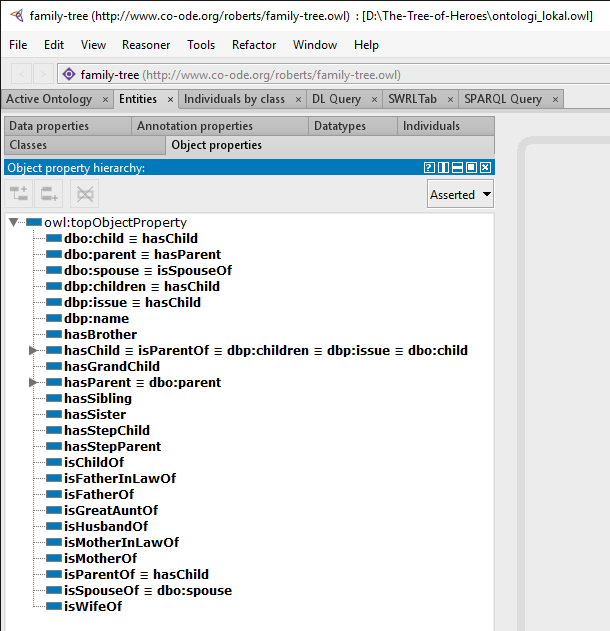 family-tree (http://www.co-ode.org/roberts/family-tree.owl) : [D:\The-Tree-of-Heroes\ontologi_lokal.owl]
File Edit View Reasoner Tools Refactor Window Help
< > family-tree (http://www.co-ode.org/roberts/family-tree.owl)
Active Ontology × Entities × Individuals by class × DL Query × SWRLTab × SPARQL Query ×
Data properties Annotation properties Datatypes Individuals
Classes Object properties
Object property hierarchy:
Asserted
owl:topObjectProperty
dbo:child ≡ hasChild
dbo:parent ≡ hasParent
dbo:spouse ≡ isSpouseOf
dbp:children ≡ hasChild
dbp:issue ≡ hasChild
dbp:name
hasBrother
hasChild ≡ isParentOf ≡ dbp:children ≡ dbp:issue ≡ dbo:child
hasGrandChild
hasParent ≡ dbo:parent
hasSibling
hasSister
hasStepChild
hasStepParent
isChildOf
isFatherInLawOf
isFatherOf
isGreatAuntOf
isHusbandOf
isMotherInLawOf
isMotherOf
isParentOf ≡ hasChild
isSpouseOf ≡ dbo:spouse
isWifeOf